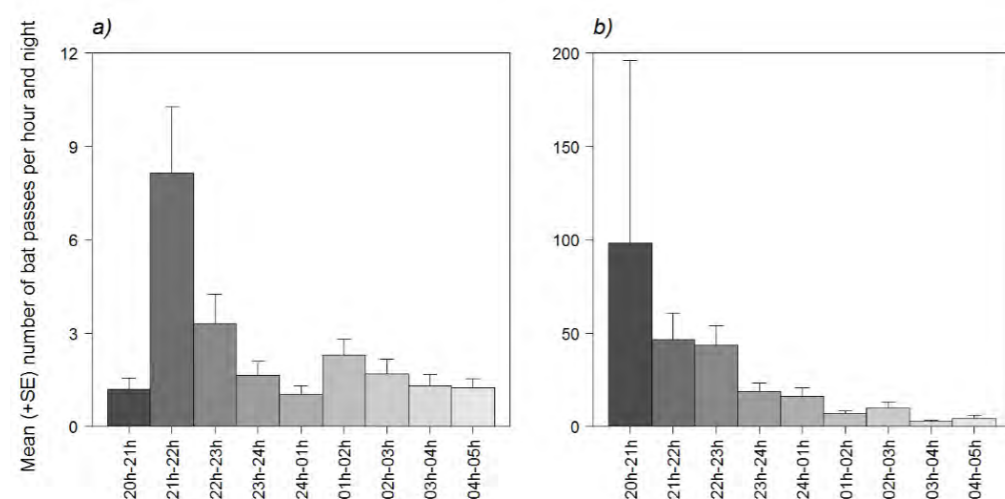 a)
b)
Mean (+SE) number of bat passes per hour and night
12
9
6
3
0
20h-21h
21h-22h
22h-23h
23h-24h
24h-01h
01h-02h
02h-03h
03h-04h
04h-05h
200
150
100
50
0
20h-21h
21h-22h
22h-23h
23h-24h
24h-01h
01h-02h
02h-03h
03h-04h
04h-05h